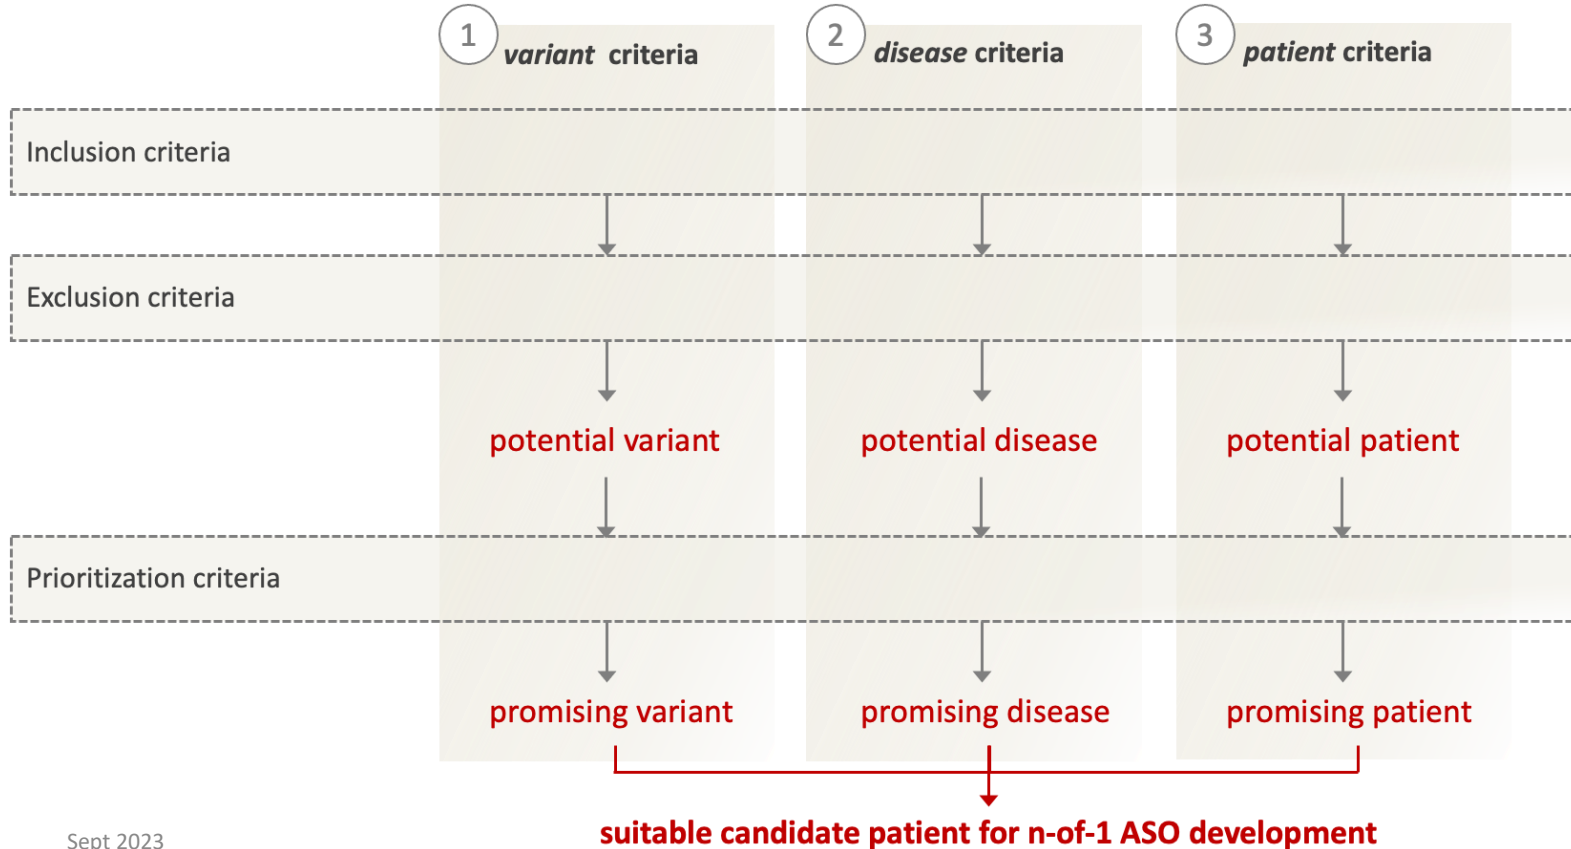 1
variant criteria
2
disease criteria
3
patient criteria
Inclusion criteria
Exclusion criteria
potential variant
potential disease
potential patient
Prioritization criteria
promising variant
promising disease
promising patient
suitable candidate patient for n-of-1 ASO development
Sept 2023